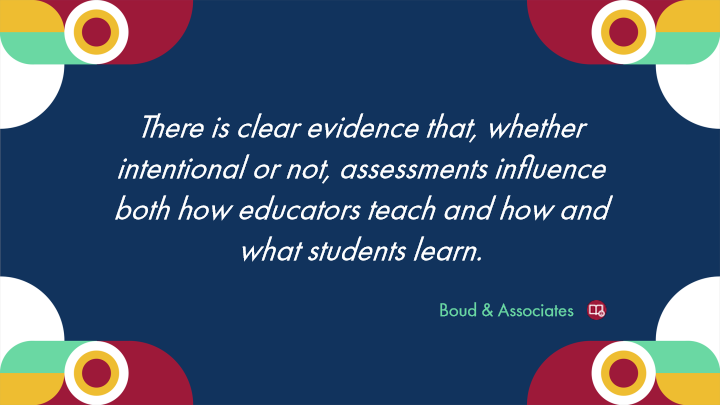 There is clear evidence that, whether
intentional or not, assessments influence
both how educators teach and how and
what students learn.
Boud & Associates